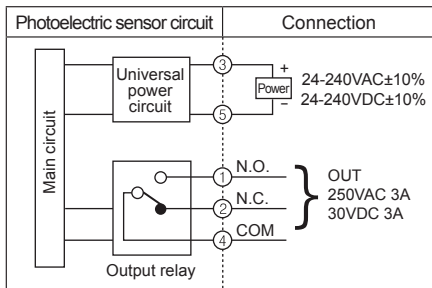 Photoelectric sensor circuit
Connection
Main circuit
Universal
power
circuit
③
⑤
+
Power
−
24-240VAC±10%
24-240VDC±10%
① N.O.
② N.C.
④ COM
OUT
250VAC 3A
30VDC 3A
Output relay